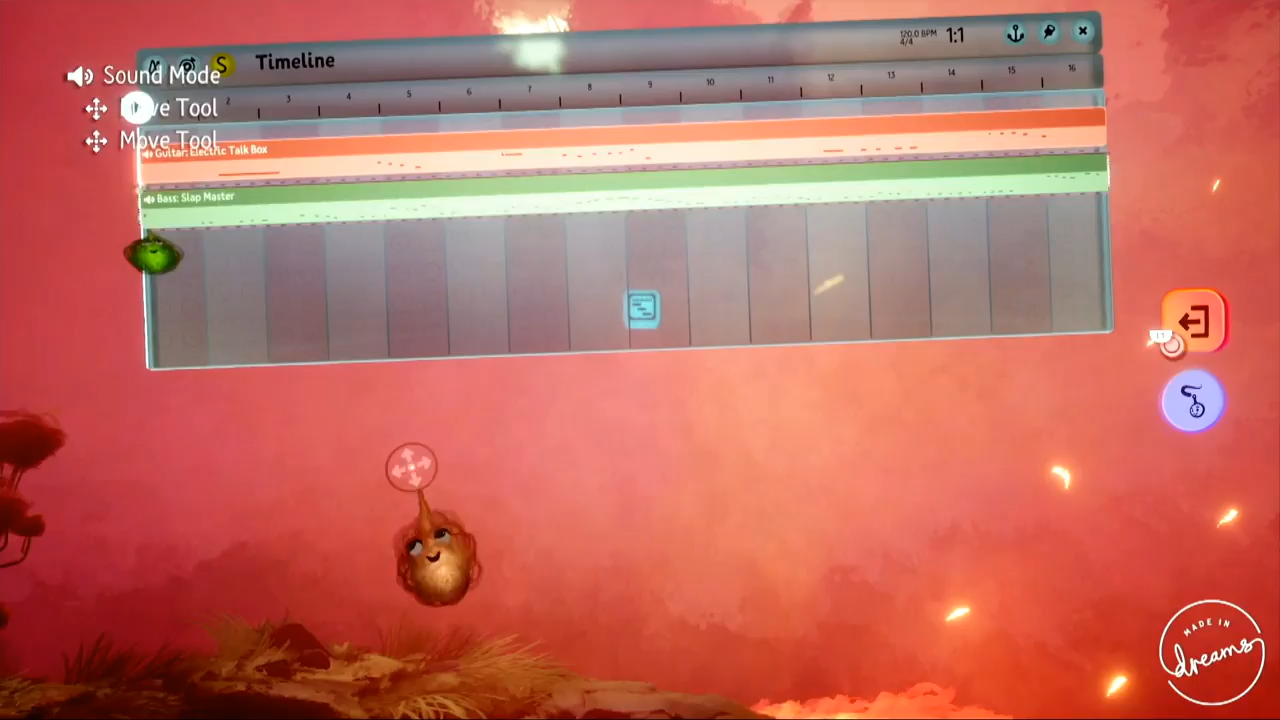 Timeline
120.0 BPM
4/4
1:1
S
Sound Mode
2 3 4 5 6 7 8 9 10 11 12 13 14 15 16
Move Tool
Move Tool
Guitar: Electric Talk Box
Bass: Slap Master
MADE IN
dreams